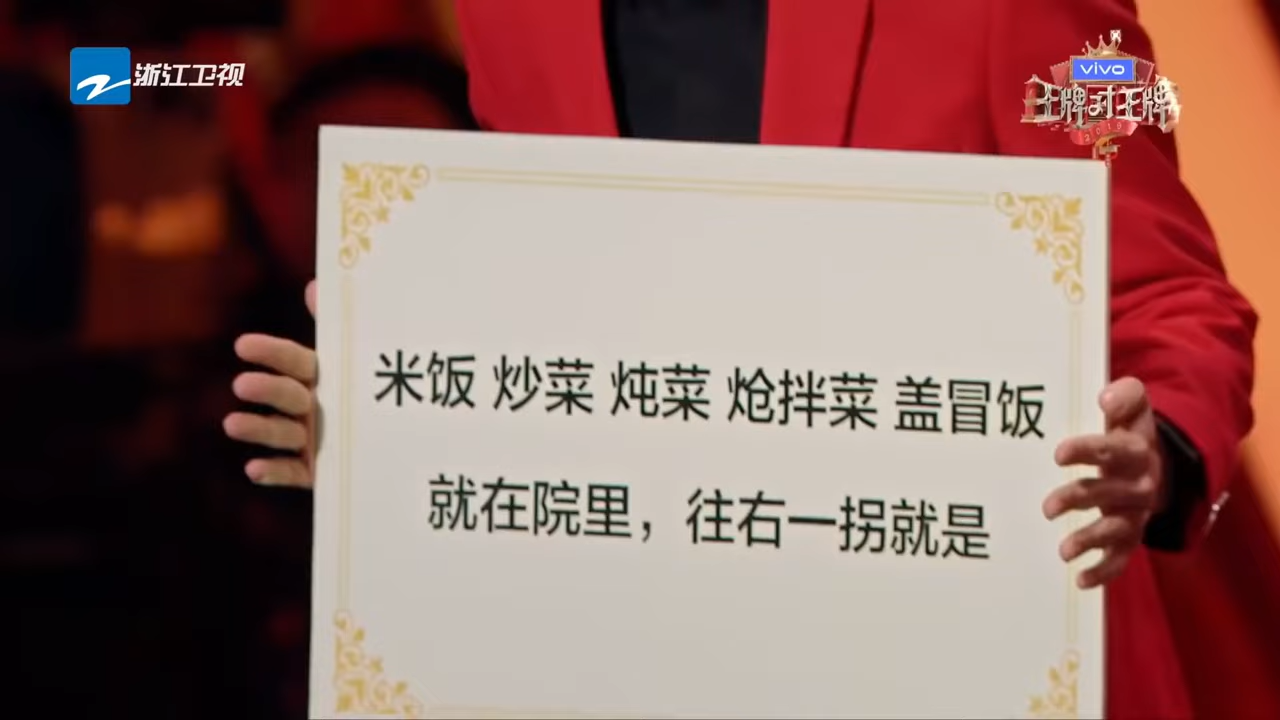 浙江卫视
vivo
王牌对王牌
2019
米饭 炒菜 炖菜 炝拌菜 盖冒饭
就在院里，往右一拐就是